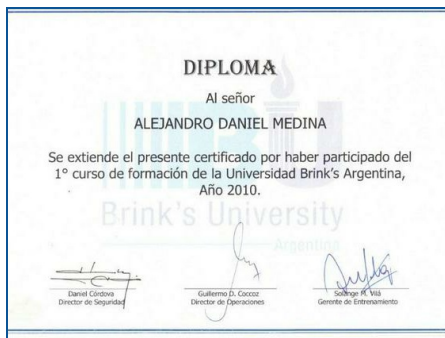 DIPLOMA
Al señor
ALEJANDRO DANIEL MEDINA
Se extiende el presente certificado por haber participado del
1° curso de formación de la Universidad Brink's Argentina,
Año 2010.
Brink's University
Argentina
Daniel Córdova
Director de Seguridad
Guillermo D. Coccoz
Director de Operaciones
Solange M. Vilá
Gerente de Entrenamiento